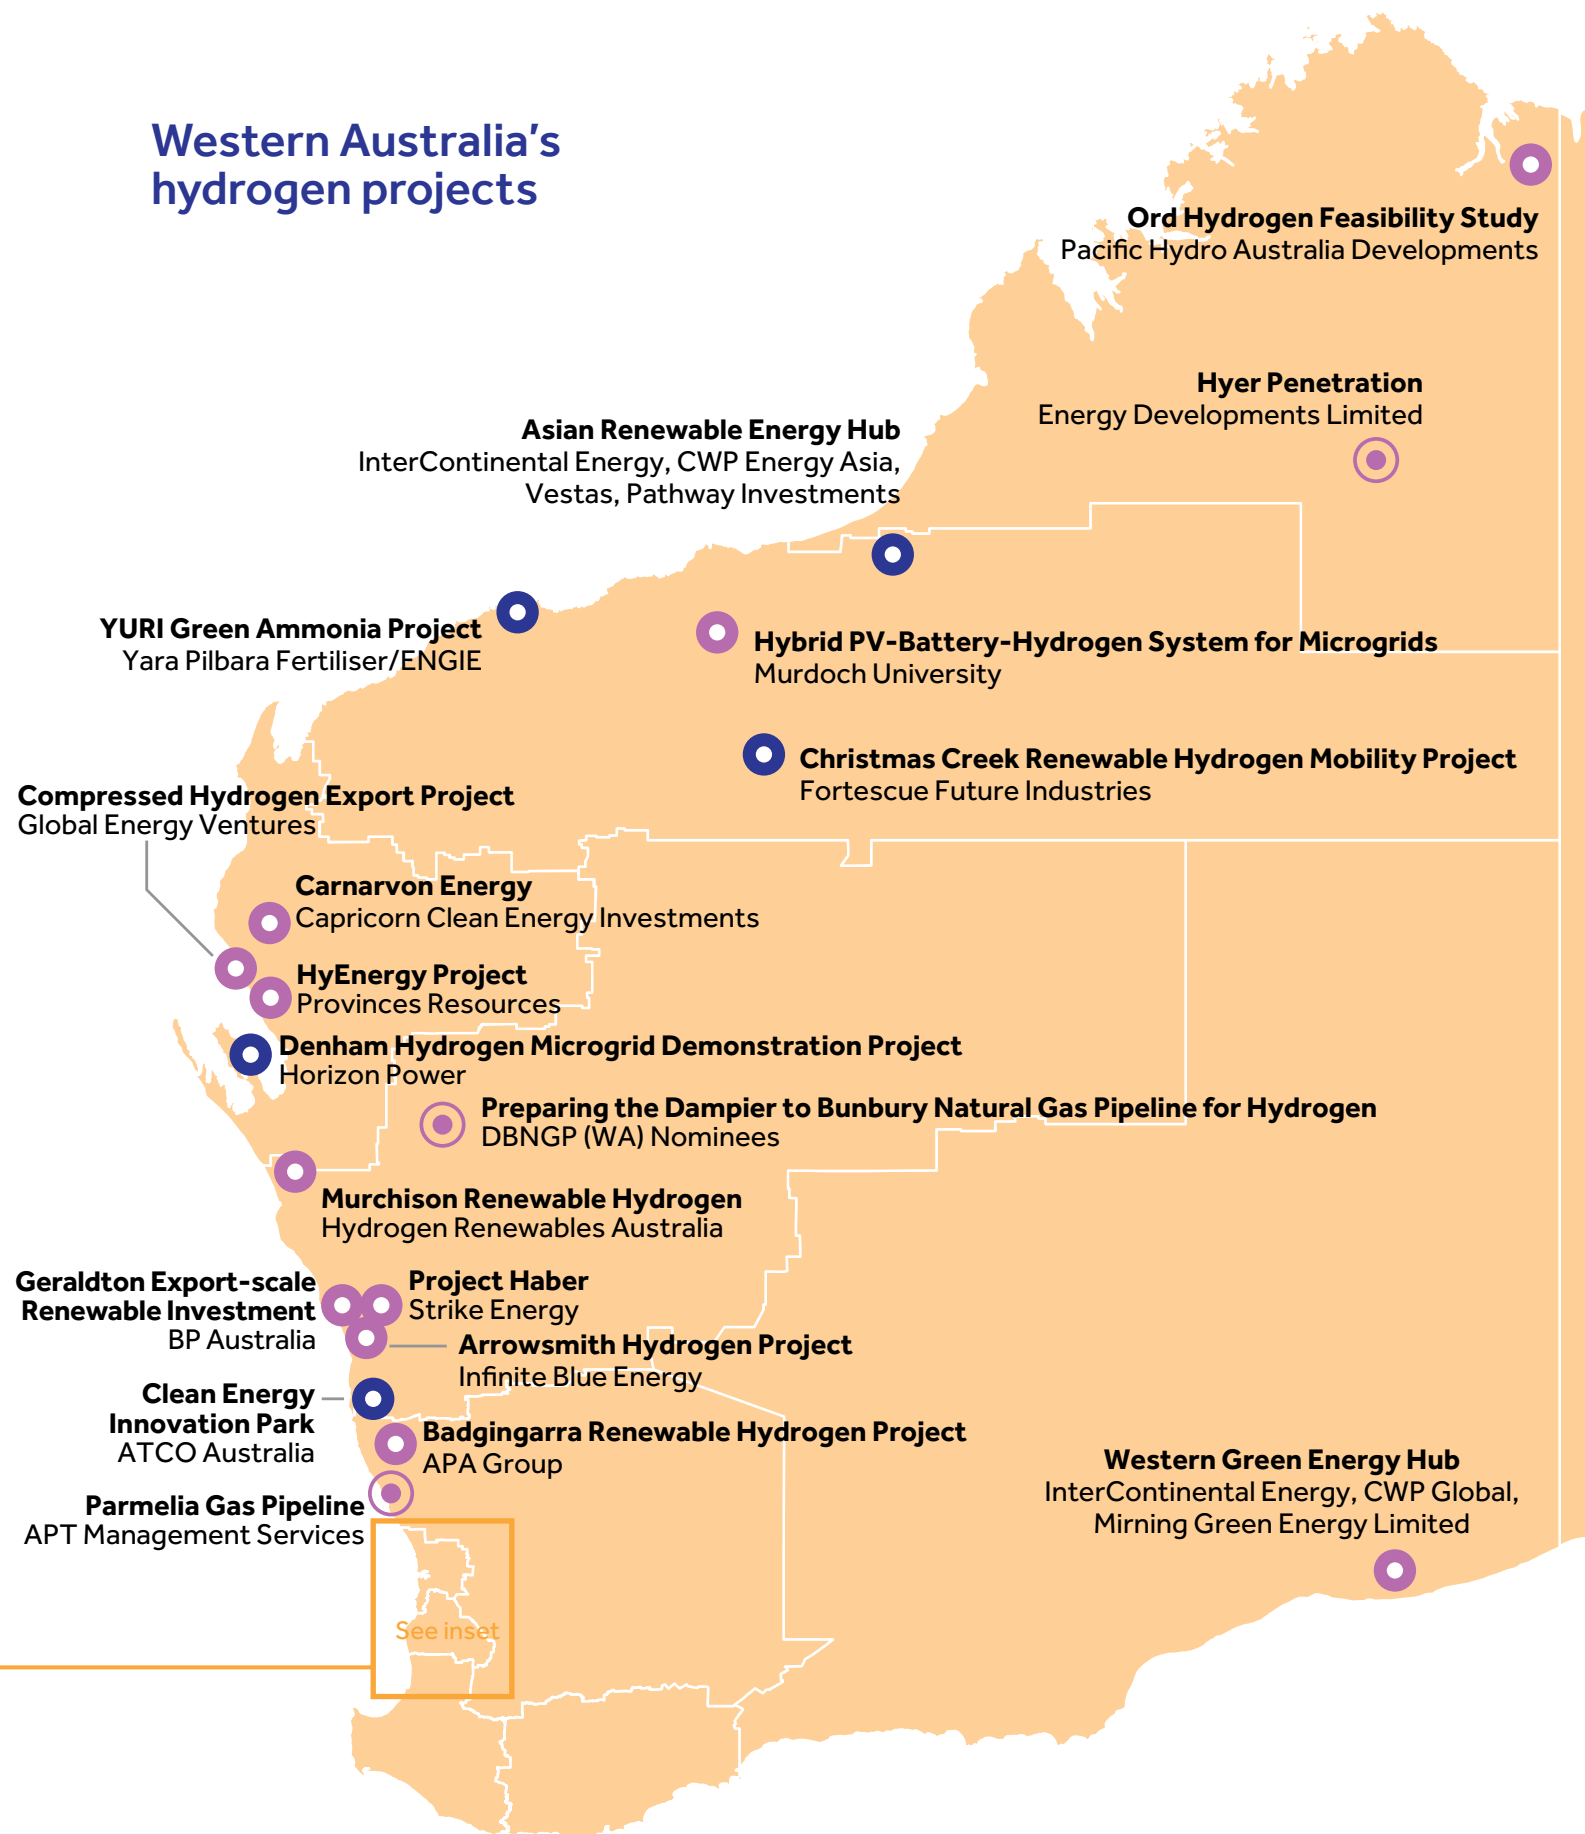 Western Australia's
hydrogen projects
Ord Hydrogen Feasibility Study
Pacific Hydro Australia Developments
Hyer Penetration
Energy Developments Limited
Asian Renewable Energy Hub
InterContinental Energy, CWP Energy Asia,
Vestas, Pathway Investments
YURI Green Ammonia Project
Yara Pilbara Fertiliser/ENGIE
Hybrid PV-Battery-Hydrogen System for Microgrids
Murdoch University
Christmas Creek Renewable Hydrogen Mobility Project
Fortescue Future Industries
Compressed Hydrogen Export Project
Global Energy Ventures
Carnarvon Energy
Capricorn Clean Energy Investments
HyEnergy Project
Provinces Resources
Denham Hydrogen Microgrid Demonstration Project
Horizon Power
Preparing the Dampier to Bunbury Natural Gas Pipeline for Hydrogen
DBNGP (WA) Nominees
Murchison Renewable Hydrogen
Hydrogen Renewables Australia
Geraldton Export-scale
Renewable Investment
BP Australia
Project Haber
Strike Energy
Arrowsmith Hydrogen Project
Infinite Blue Energy
Clean Energy
Innovation Park
ATCO Australia
Badgingarra Renewable Hydrogen Project
APA Group
Parmelia Gas Pipeline
APT Management Services
Western Green Energy Hub
InterContinental Energy, CWP Global,
Mirning Green Energy Limited
See inset